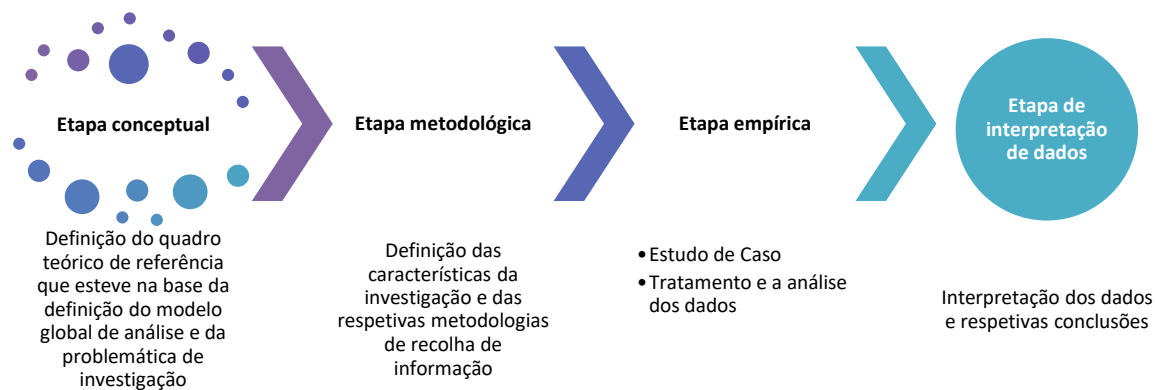 Etapa conceptual
Definição do quadro
teórico de referência
que esteve na base da
definição do modelo
global de análise e da
problemática de
investigação
Etapa metodológica
Definição das
características da
investigação e das
respetivas metodologias
de recolha de
informação
Etapa empírica
•Estudo de Caso
•Tratamento e a análise
dos dados
Etapa de
interpretação
de dados
Interpretação dos dados
e respetivas conclusões